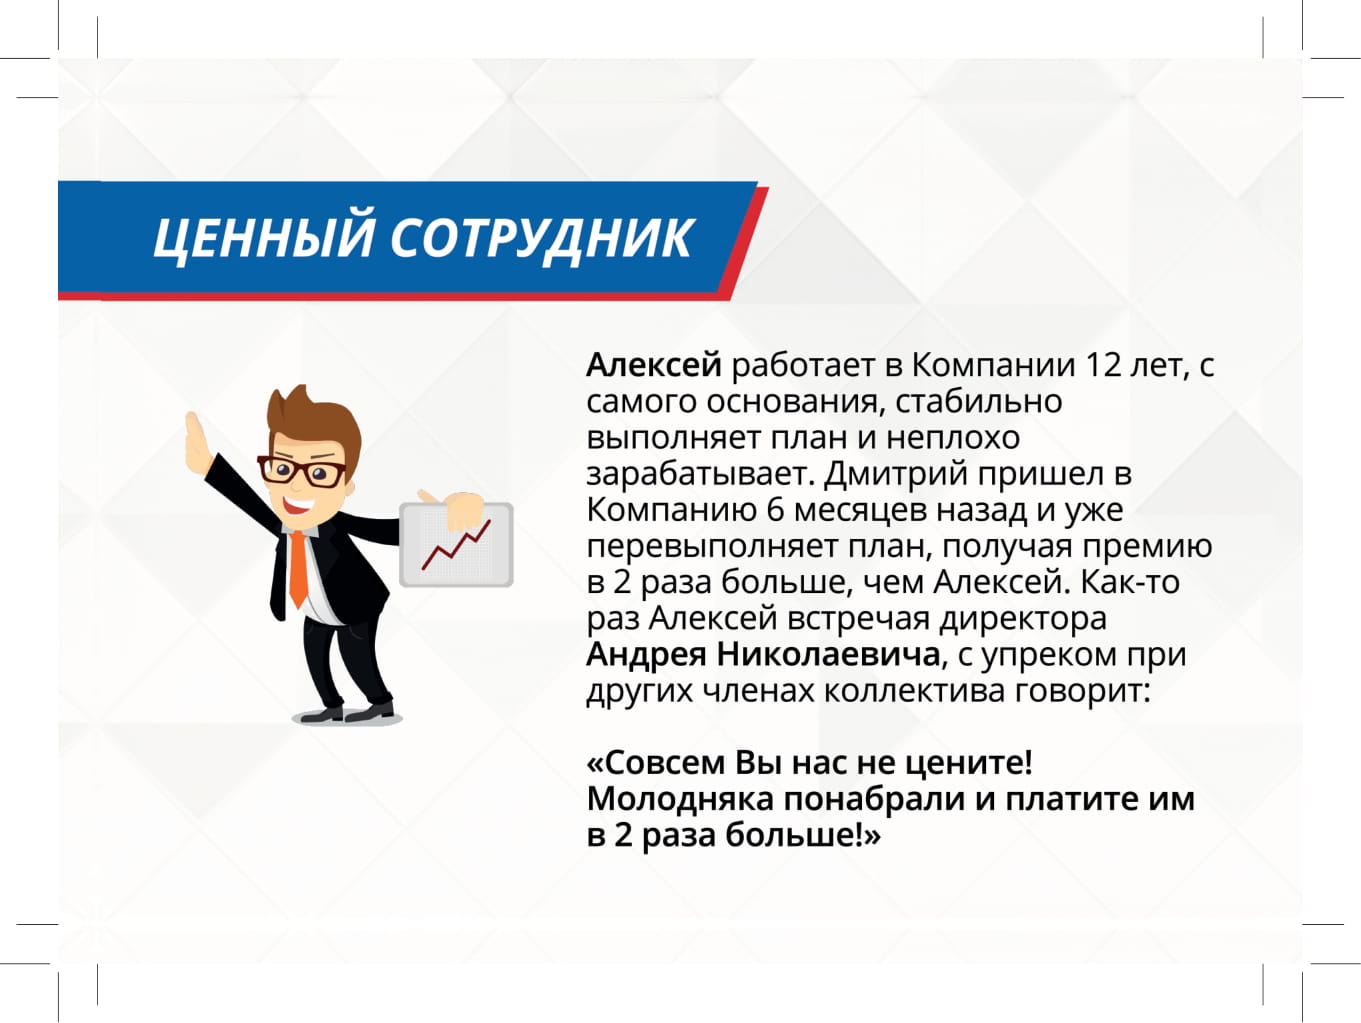 ЦЕННЫЙ СОТРУДНИК
Алексей работает в Компании 12 лет, с
самого основания, стабильно
выполняет план и неплохо
зарабатывает. Дмитрий пришел в
Компанию 6 месяцев назад и уже
перевыполняет план, получая премию
в 2 раза больше, чем Алексей. Как-то
раз Алексей встречая директора
Андрея Николаевича, с упреком при
других членах коллектива говорит:
«Совсем Вы нас не цените!
Молодняка понабрали и платите им
в 2 раза больше!»